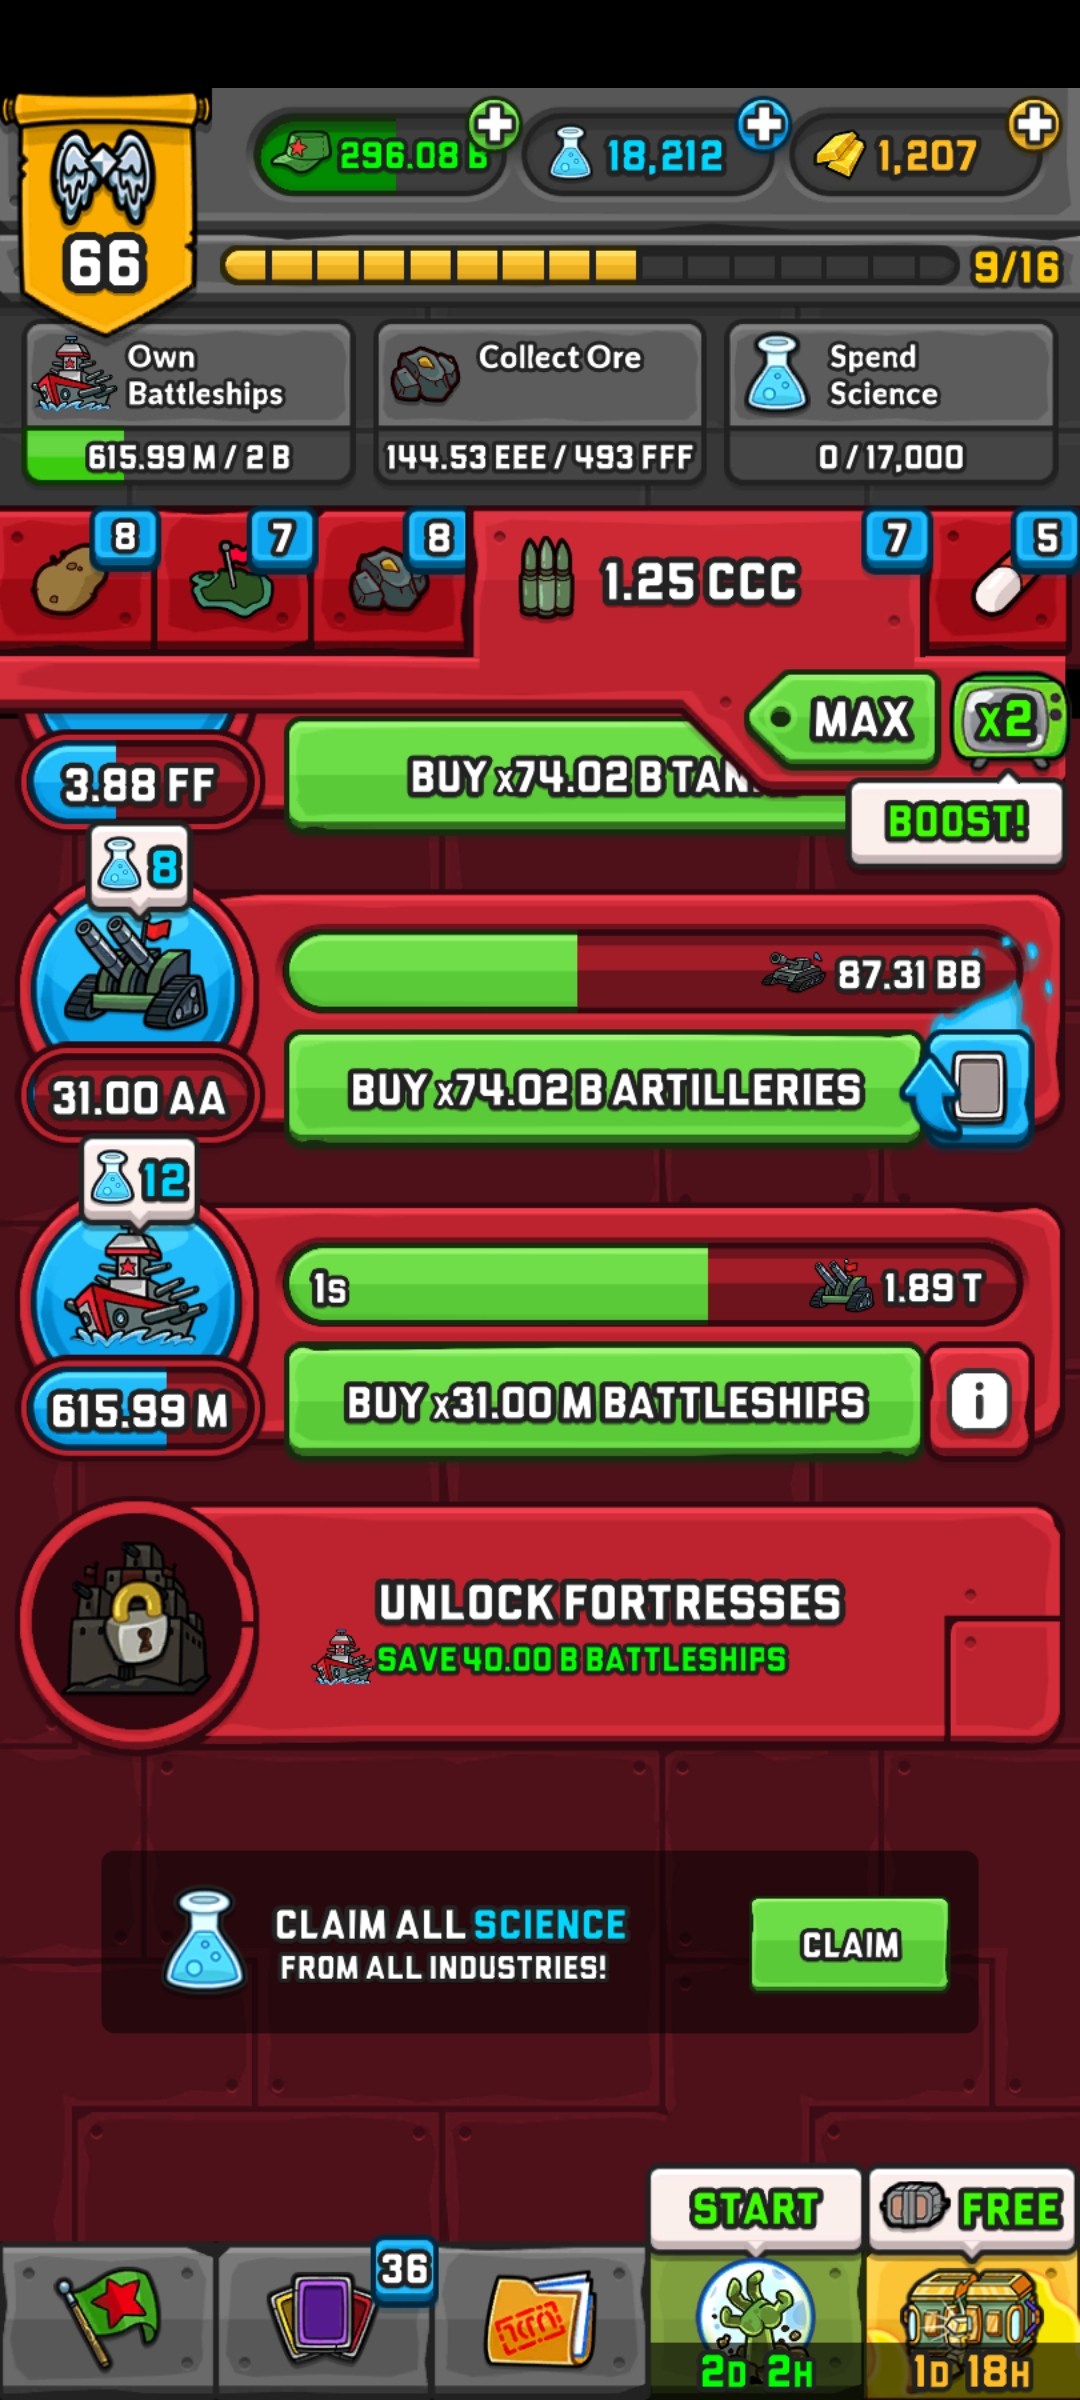 296.08 B
18,212
1,207
66
9/16
Own
Battleships
615.99 M / 2 B
Collect Ore
144.53 EEE / 493 FFF
Spend
Science
0 / 17,000
8
7
8
1.25 CCC
7
5
MAX
x2
BOOST!
3.88 FF
BUY x74.02 B TAN
8
87.31 BB
31.00 AA
BUY x74.02 B ARTILLERIES
12
1s
1.89 T
615.99 M
BUY x31.00 M BATTLESHIPS
i
UNLOCK FORTRESSES
SAVE 40.00 B BATTLESHIPS
CLAIM ALL SCIENCE
FROM ALL INDUSTRIES!
CLAIM
START
FREE
36
2D 2H
1D 18H